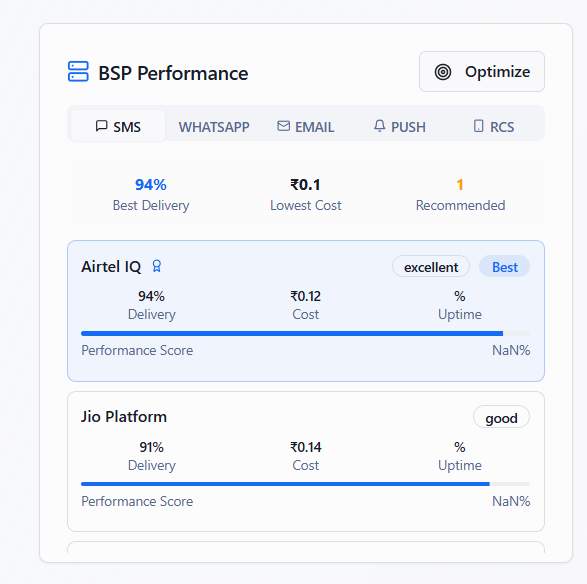 BSP Performance
Optimize
SMS WHATSAPP EMAIL PUSH RCS
94% ₹0.1 1
Best Delivery Lowest Cost Recommended
Airtel IQ excellent Best
94% ₹0.12 %
Delivery Cost Uptime
Performance Score NaN%
Jio Platform good
91% ₹0.14 %
Delivery Cost Uptime
Performance Score NaN%